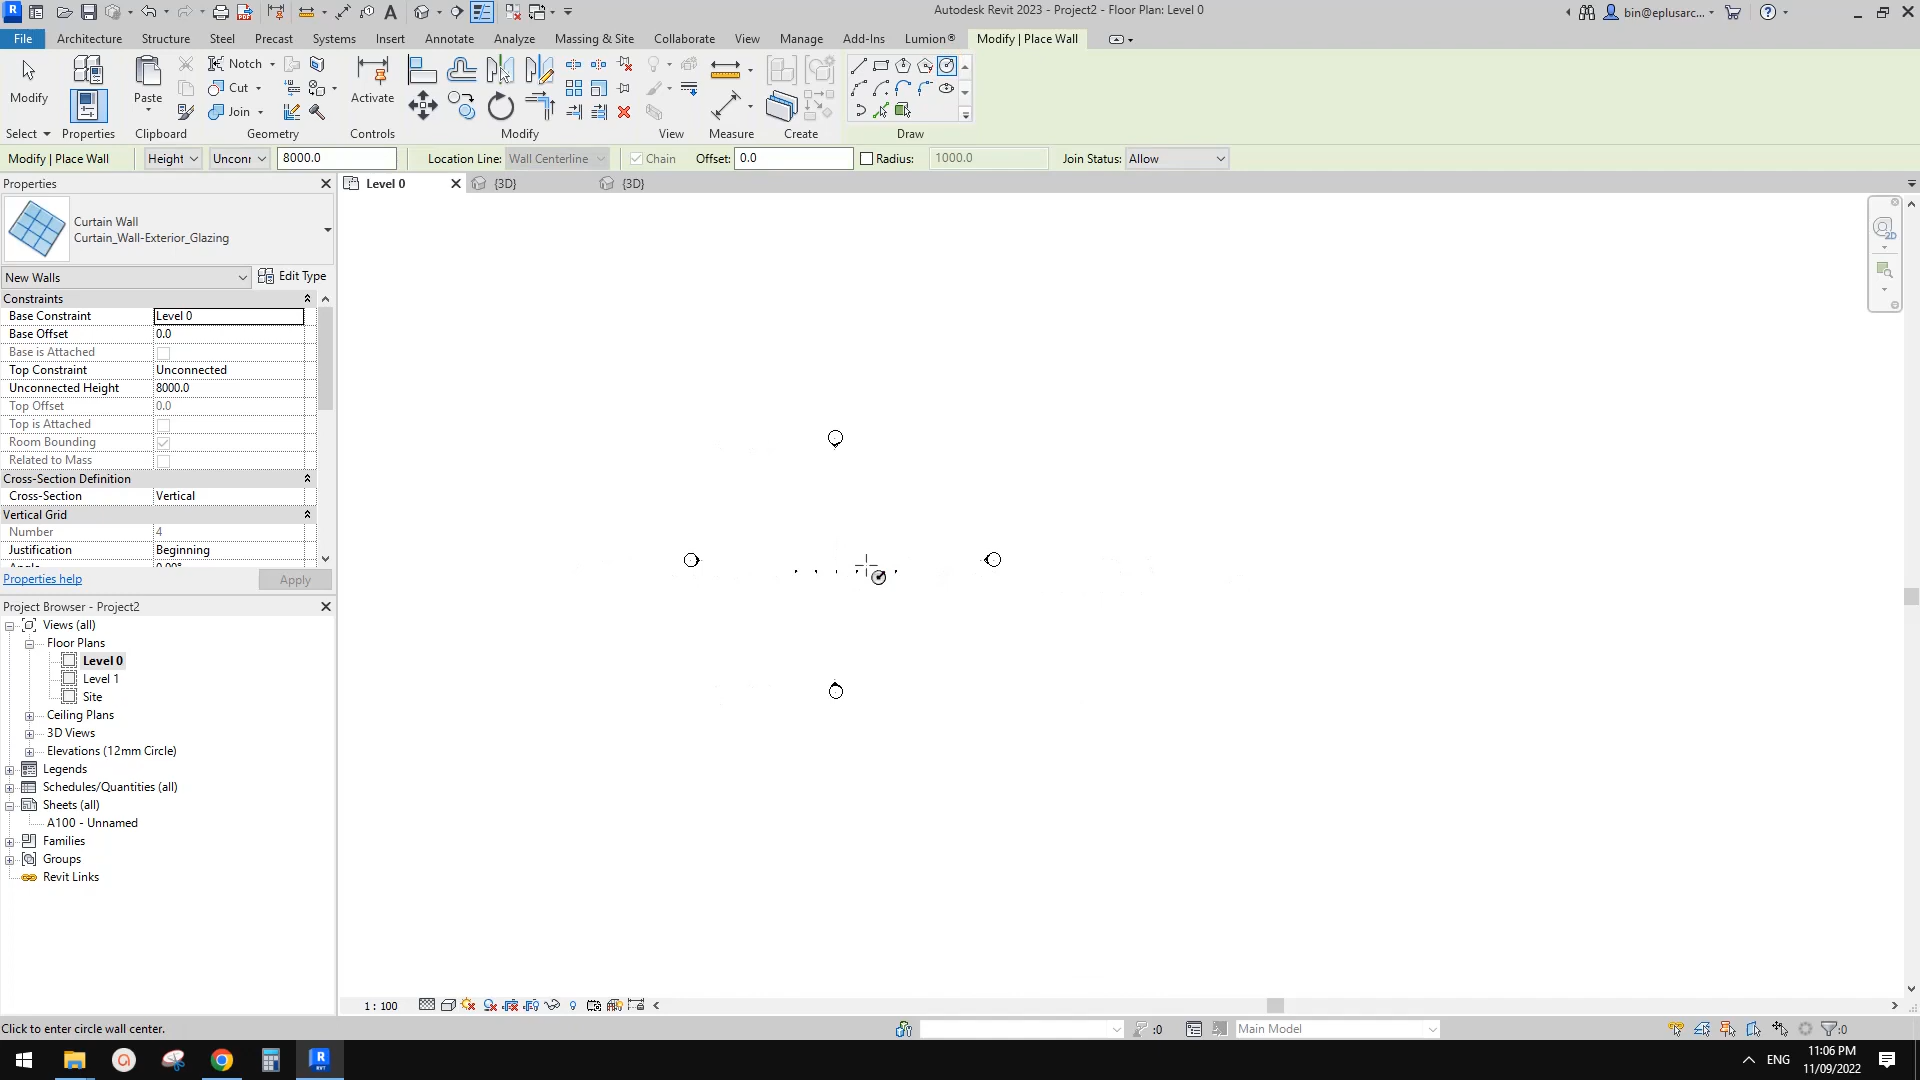 Autodesk Revit 2023 - Project2 - Floor Plan: Level 0
bin@eplusarc...
File Architecture Structure Steel Precast Systems Insert Annotate Analyze Massing & Site Collaborate View Manage Add-Ins Lumion® Modify | Place Wall
Notch
Cut
Join
Modify
Paste
Activate
Select Properties Clipboard Geometry Controls Modify View Measure Create Draw
Modify | Place Wall Height Unconr 8000.0 Location Line: Wall Centerline Chain Offset: 0.0 Radius: 1000.0 Join Status: Allow
Properties
Level 0 {3D} {3D}
Curtain Wall
Curtain_Wall-Exterior_Glazing
New Walls Edit Type
Constraints
Base Constraint Level 0
Base Offset 0.0
Base is Attached
Top Constraint Unconnected
Unconnected Height 8000.0
Top Offset 0.0
Top is Attached
Room Bounding
Related to Mass
Cross-Section Definition
Cross-Section Vertical
Vertical Grid
Number 4
Justification Beginning
Properties help Apply
Project Browser - Project2
Views (all)
Floor Plans
Level 0
Level 1
Site
Ceiling Plans
3D Views
Elevations (12mm Circle)
Legends
Schedules/Quantities (all)
Sheets (all)
A100 - Unnamed
Families
Groups
Revit Links
1 : 100
Click to enter circle wall center. :0 Main Model :0
ENG
11:06 PM
11/09/2022